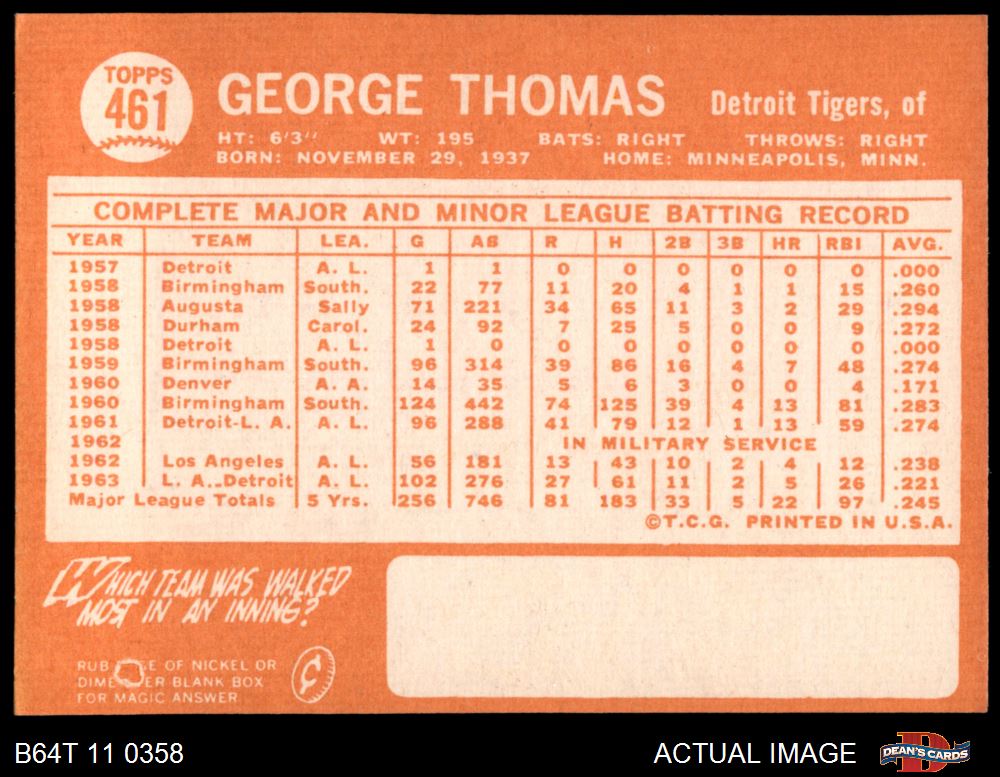 TOPPS
461
GEORGE THOMAS Detroit Tigers, of
HT: 6'3" WT: 195 BATS: RIGHT THROWS: RIGHT
BORN: NOVEMBER 29, 1937 HOME: MINNEAPOLIS, MINN.
COMPLETE MAJOR AND MINOR LEAGUE BATTING RECORD
YEAR TEAM LEA. G AB R H 2B 3B HR RBI AVG.
1957 Detroit A. L. 1 1 0 0 0 0 0 0 .000
1958 Birmingham South. 22 77 11 20 4 1 1 15 .260
1958 Augusta Sally 71 221 34 65 11 3 2 29 .294
1958 Durham Carol. 24 92 7 25 5 0 0 9 .272
1958 Detroit A. L. 1 0 0 0 0 0 0 0 .000
1959 Birmingham South. 96 314 39 86 16 4 7 48 .274
1960 Denver A. A. 14 35 5 6 3 0 0 4 .171
1960 Birmingham South. 124 442 74 125 39 4 13 81 .283
1961 Detroit-L. A. A. L. 96 288 41 79 12 1 13 59 .274
1962 IN MILITARY SERVICE
1962 Los Angeles A. L. 56 181 13 43 10 2 4 12 .238
1963 L. A.-Detroit A. L. 102 276 27 61 11 2 5 26 .221
Major League Totals 5 Yrs. 256 746 81 183 33 5 22 97 .245
©T.C.G. PRINTED IN U.S.A.
WHICH TEAM WAS WALKED
MOST IN AN INNING?
RUB OF NICKEL OR
DIME BLANK BOX
FOR MAGIC ANSWER
¢
B64T 11 0358 ACTUAL IMAGE DEAN'S CARDS